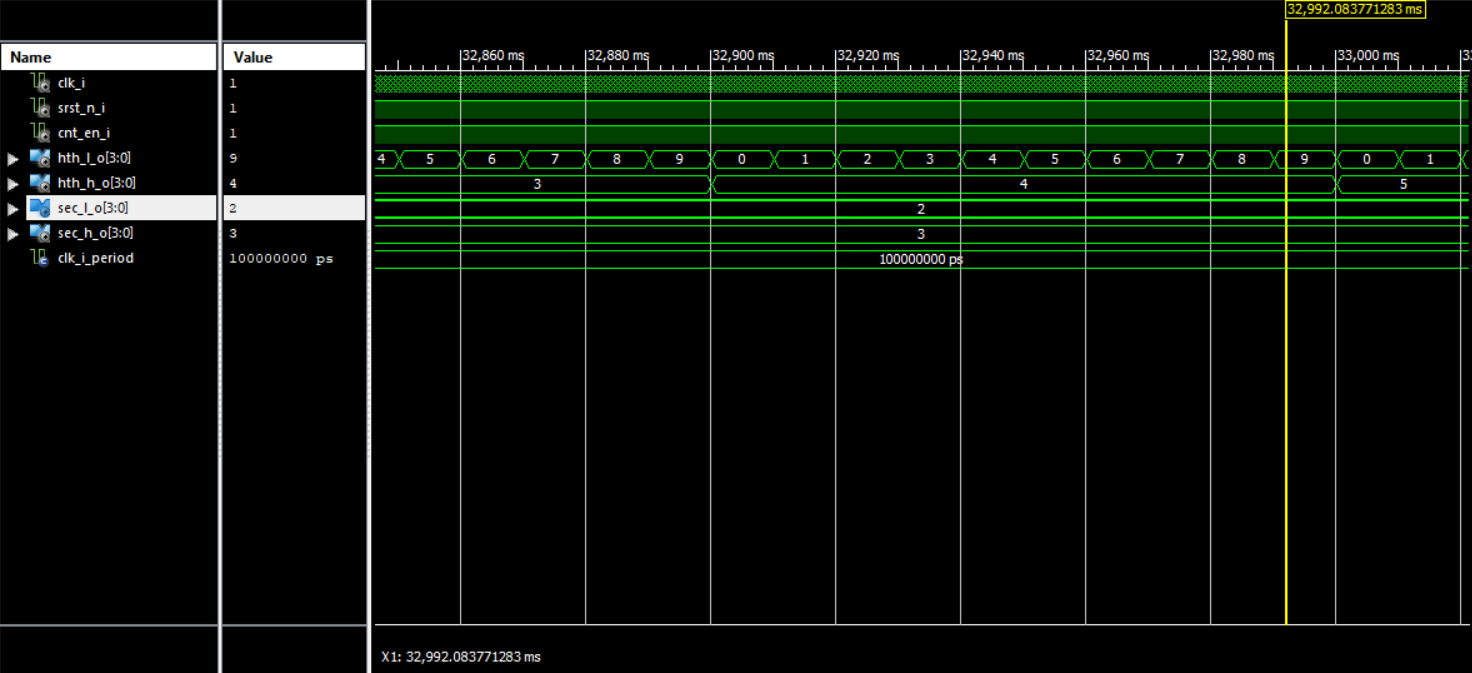 32,992.083771283 ms
Name Value
32,860 ms 32,880 ms 32,900 ms 32,920 ms 32,940 ms 32,960 ms 32,980 ms 33,000 ms
clk_i 1
srst_n_i 1
cnt_en_i 1
hth_l_o[3:0] 9 4 5 6 7 8 9 0 1 2 3 4 5 6 7 8 9 0 1
hth_h_o[3:0] 4 3 4 5
sec_l_o[3:0] 2 2
sec_h_o[3:0] 3 3
clk_i_period 100000000 ps 100000000 ps
X1: 32,992.083771283 ms